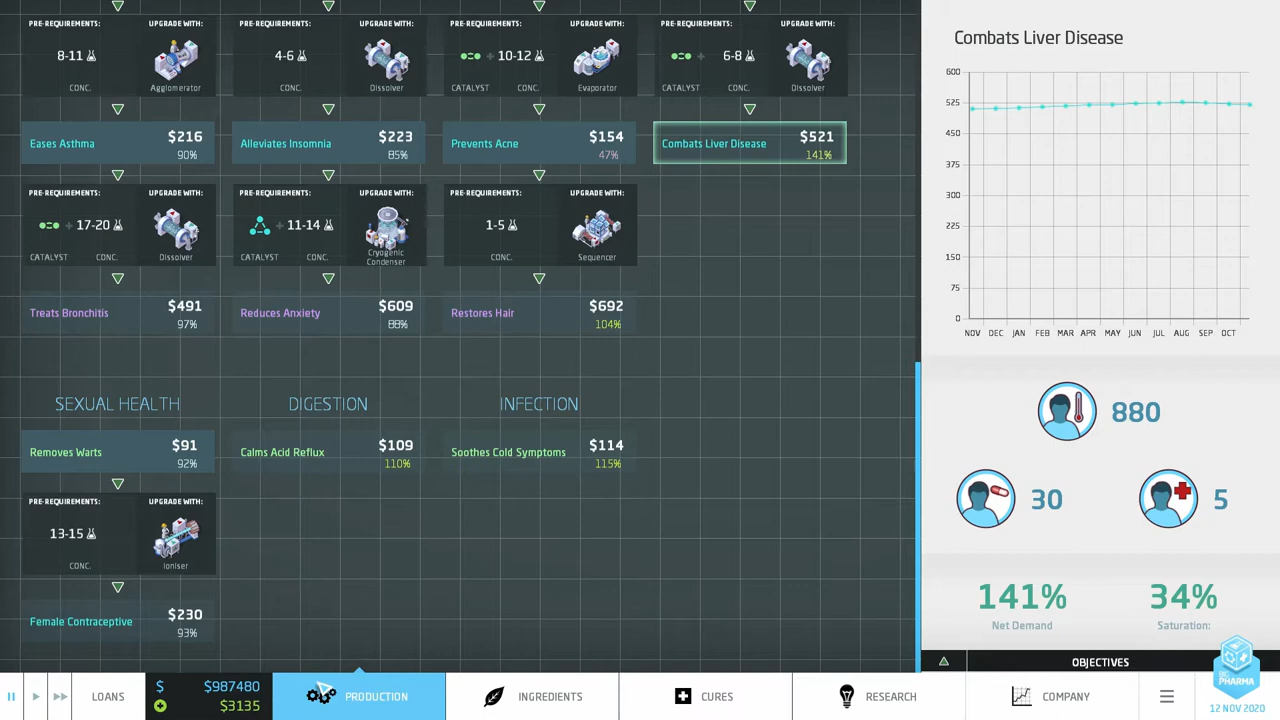 PRE-REQUIREMENTS: UPGRADE WITH: PRE-REQUIREMENTS: UPGRADE WITH: PRE-REQUIREMENTS: UPGRADE WITH: PRE-REQUIREMENTS: UPGRADE WITH:
8-11 4-6 + 10-12 + 6-8
CONC. Agglomerator CONC. Dissolver CATALYST CONC. Evaporator CATALYST CONC. Dissolver
Eases Asthma $216 90%
Alleviates Insomnia $223 85%
Prevents Acne $154 47%
Combats Liver Disease $521 141%
PRE-REQUIREMENTS: UPGRADE WITH: PRE-REQUIREMENTS: UPGRADE WITH: PRE-REQUIREMENTS: UPGRADE WITH:
+ 17-20 + 11-14 1-5
CATALYST CONC. Dissolver CATALYST CONC. Cryogenic Condenser CONC. Sequencer
Treats Bronchitis $491 97%
Reduces Anxiety $609 88%
Restores Hair $692 104%
SEXUAL HEALTH DIGESTION INFECTION
Removes Warts $91 92%
Calms Acid Reflux $109 110%
Soothes Cold Symptoms $114 115%
PRE-REQUIREMENTS: UPGRADE WITH:
13-15
CONC. Ioniser
Female Contraceptive $230 93%
Combats Liver Disease
600
525
450
375
300
225
150
75
0
NOV DEC JAN FEB MAR APR MAY JUN JUL AUG SEP OCT
880
30 5
141% 34%
Net Demand Saturation:
OBJECTIVES
LOANS
$ $987480
$3135
PRODUCTION
INGREDIENTS
CURES
RESEARCH
COMPANY
BIG PHARMA
12 NOV 2020